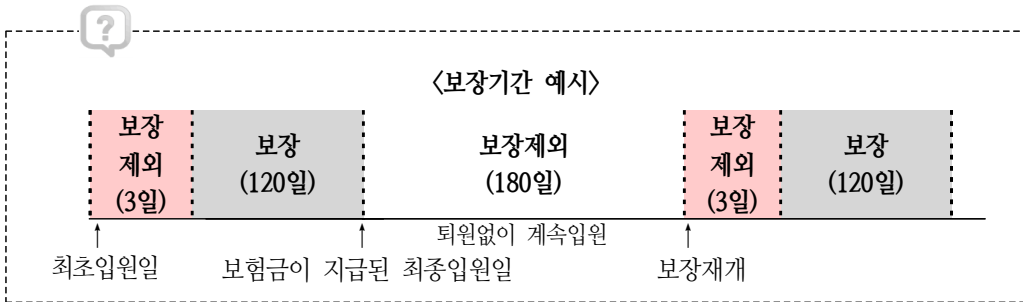 ?
<보장기간 예시>
보장
제외
(3일)
보장
(120일)
보장제외
(180일)
보장
제외
(3일)
보장
(120일)
퇴원없이 계속입원
최초입원일
보험금이 지급된 최종입원일
보장재개